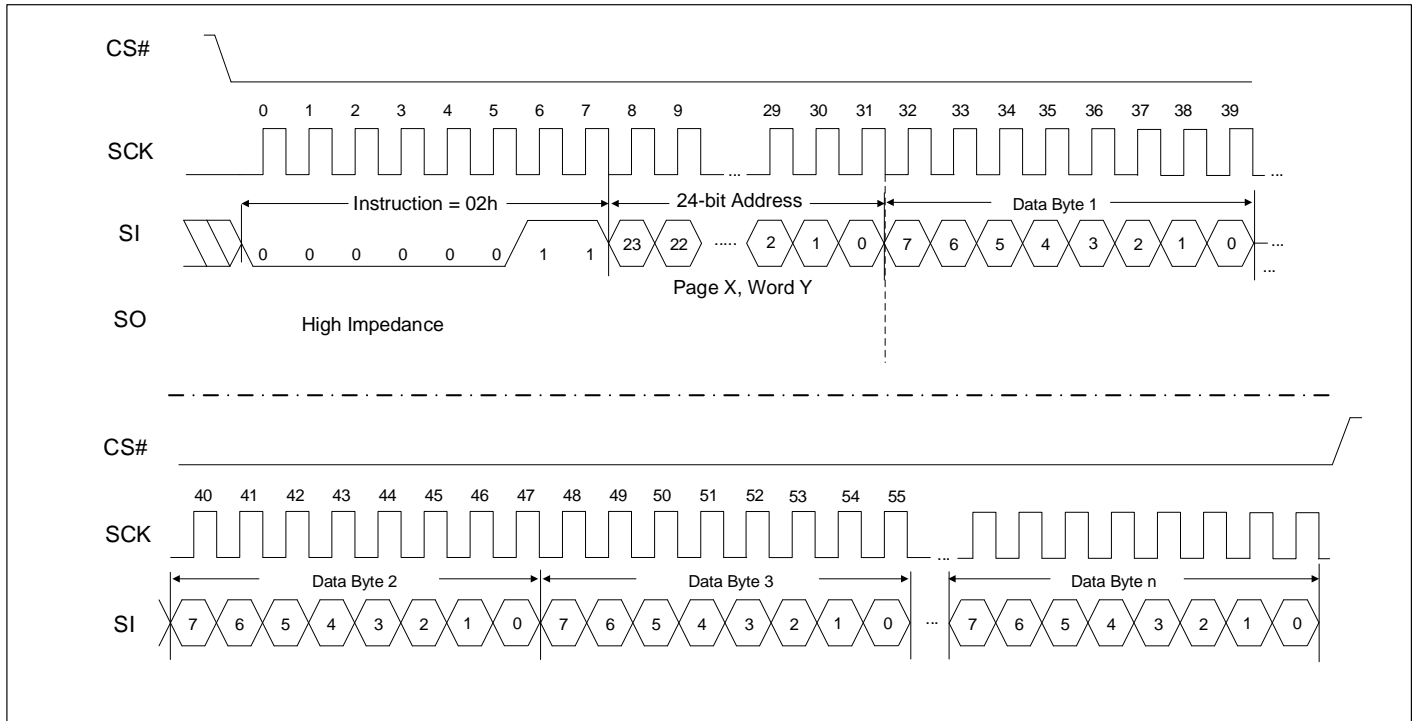 CS#
0 1 2 3 4 5 6 7 8 9 29 30 31 32 33 34 35 36 37 38 39
SCK ... ...
Instruction = 02h 24-bit Address Data Byte 1
SI 0 0 0 0 0 0 1 1 23 22 ..... 2 1 0 7 6 5 4 3 2 1 0 ...
...
Page X, Word Y
SO High Impedance
CS#
40 41 42 43 44 45 46 47 48 49 50 51 52 53 54 55
SCK ...
Data Byte 2 Data Byte 3 Data Byte n
SI 7 6 5 4 3 2 1 0 7 6 5 4 3 2 1 0 ... 7 6 5 4 3 2 1 0